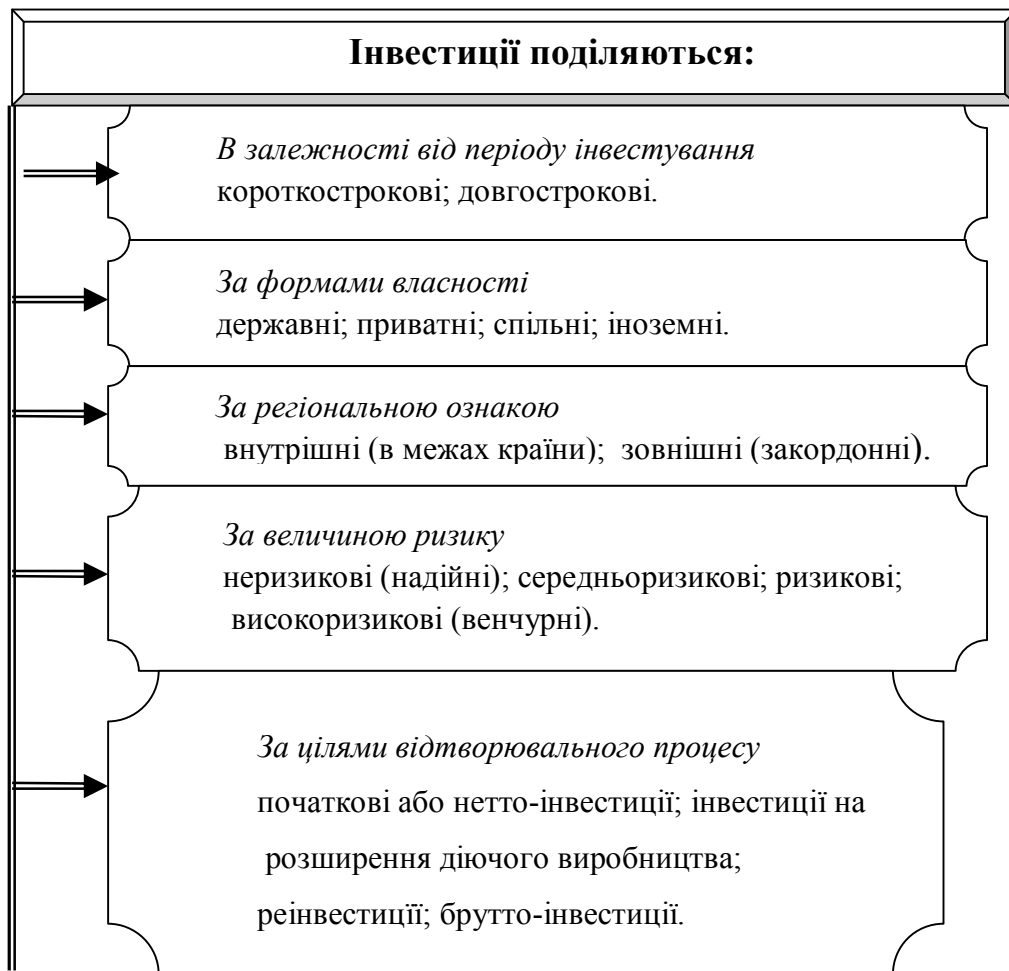 Інвестиції поділяються:
В залежності від періоду інвестування
короткострокові; довгострокові.
За формами власності
державні; приватні; спільні; іноземні.
За регіональною ознакою
внутрішні (в межах країни); зовнішні (закордонні).
За величиною ризику
неризикові (надійні); середньоризикові; ризикові;
високоризикові (венчурні).
За цілями відтворювального процесу
початкові або нетто-інвестиції; інвестиції на
розширення діючого виробництва;
реінвестиції; брутто-інвестиції.